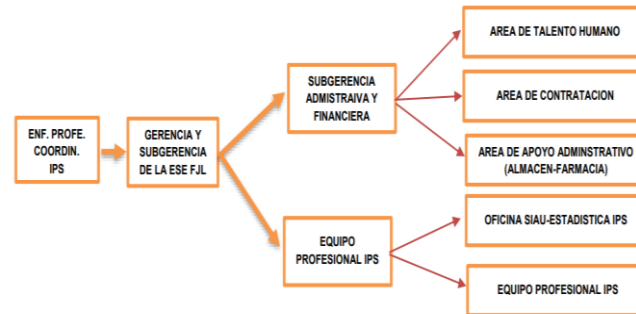 ENF. PROFE.
COORDIN.
IPS
GERENCIA Y
SUBGERENCIA
DE LA ESE FJL
SUBGERENCIA
ADMISTRAIVA Y
FINANCIERA
EQUIPO
PROFESIONAL IPS
AREA DE TALENTO HUMANO
AREA DE CONTRATACION
AREA DE APOYO ADMINSTRATIVO
(ALMACEN-FARMACIA)
OFICINA SIAU-ESTADISTICA IPS
EQUIPO PROFESIONAL IPS